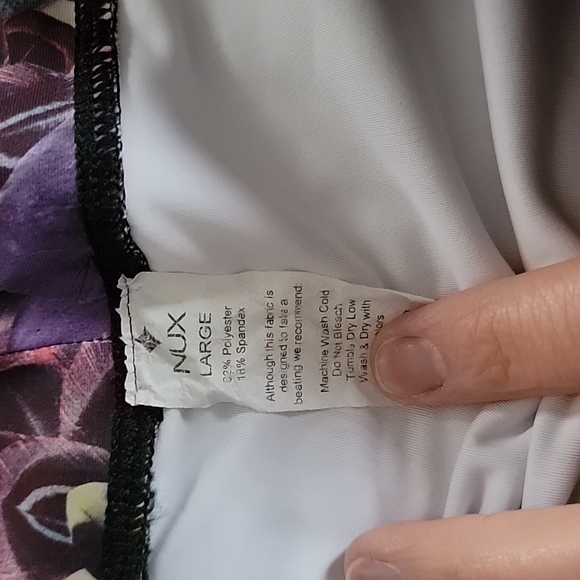 NUX
LARGE
82% Polyester
18% Spandex
Although this fabric is
designed to take a
beating we recommend:
Machine Wash Cold
Do Not Bleach
Tumble Dry Low
Wash & Dry with